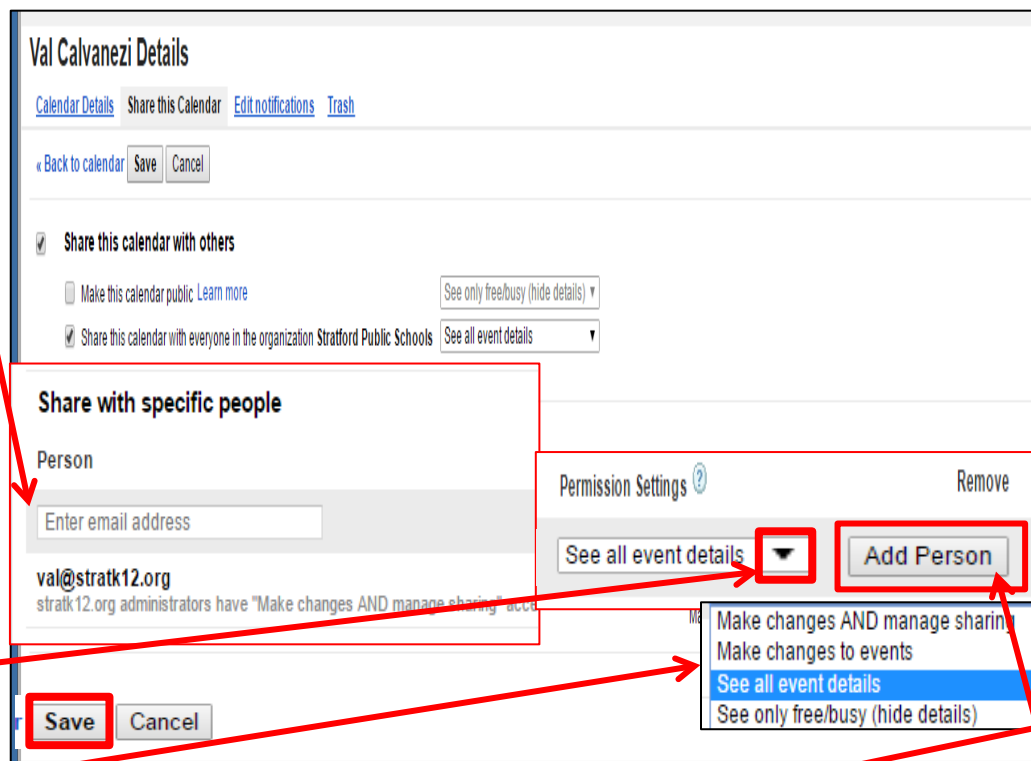 Val Calvanezi Details
Calendar Details Share this Calendar Edit notifications Trash
« Back to calendar Save Cancel
Share this calendar with others
Make this calendar public Learn more See only free/busy (hide details)
Share this calendar with everyone in the organization Stratford Public Schools See all event details
Share with specific people
Person
Enter email address
val@stratk12.org
stratk12.org administrators have "Make changes AND manage sharing"
Permission Settings ? Remove
See all event details Add Person
Make changes AND manage sharing
Make changes to events
See all event details
See only free/busy (hide details)
Save Cancel